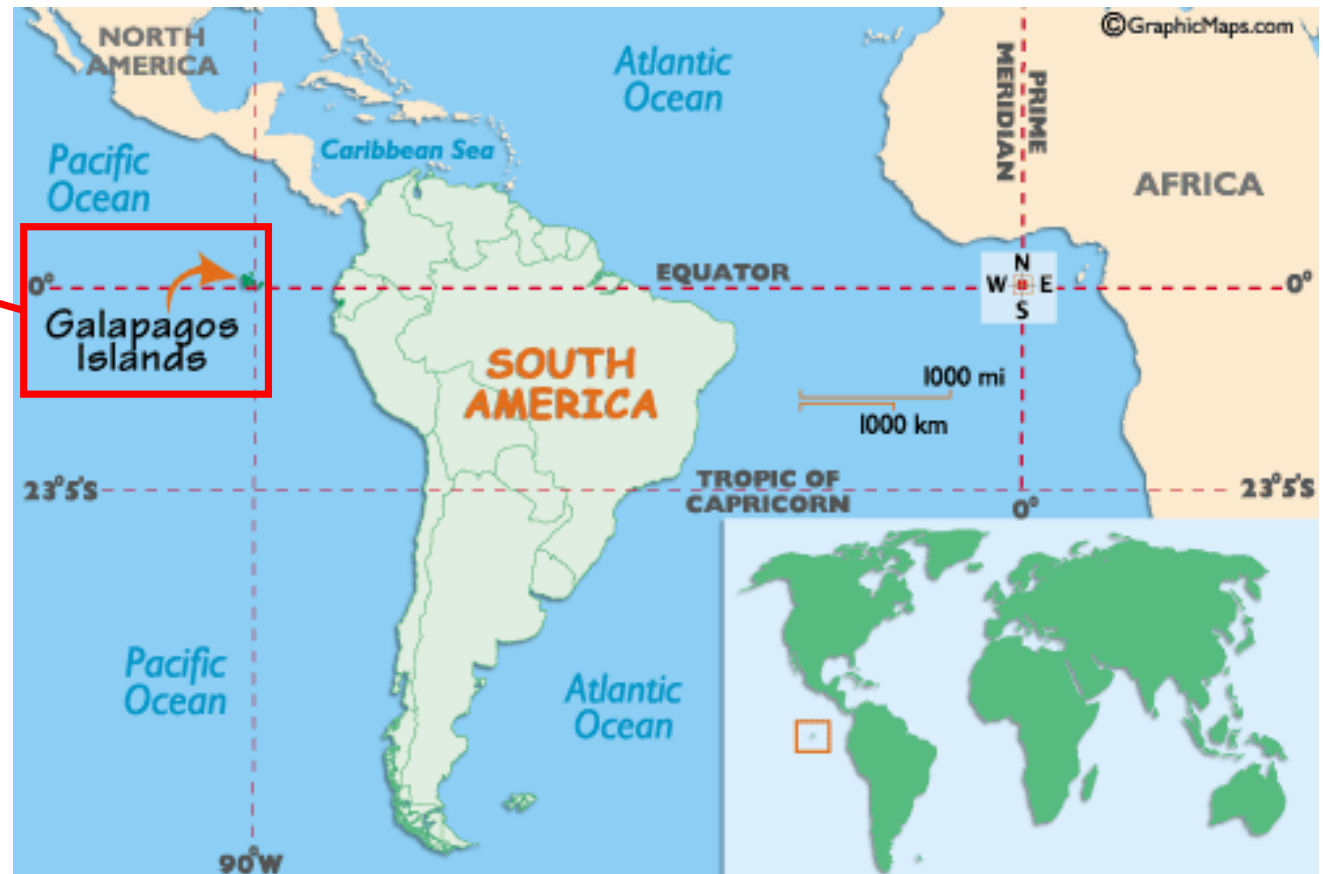 ©GraphicMaps.com
NORTH
AMERICA
Atlantic
Ocean
PRIME
MERIDIAN
Pacific
Ocean
Caribbean Sea
AFRICA
0°
EQUATOR
N
W E
S
0°
Galapagos
Islands
SOUTH
AMERICA
1000 mi
1000 km
23°5'S
TROPIC OF
CAPRICORN
0°
23°5'S
Pacific
Ocean
Atlantic
Ocean
90°W